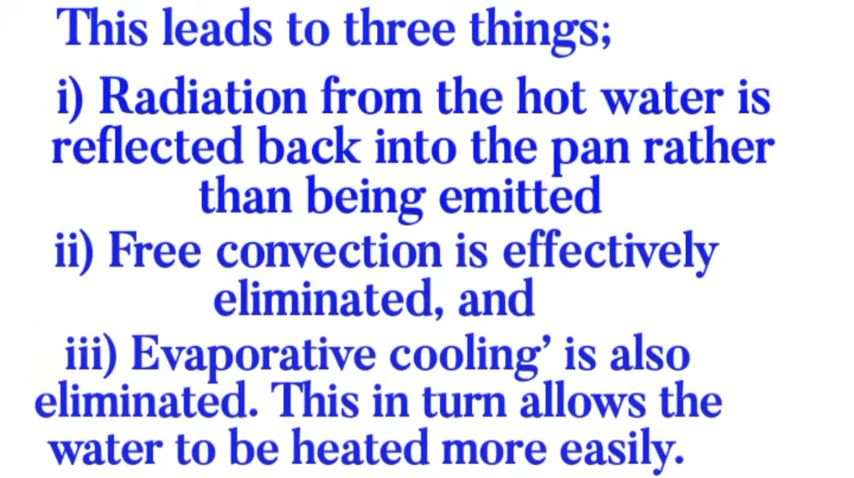 This leads to three things;
i) Radiation from the hot water is
reflected back into the pan rather
than being emitted
ii) Free convection is effectively
eliminated, and
iii) Evaporative cooling’ is also
eliminated. This in turn allows the
water to be heated more easily.